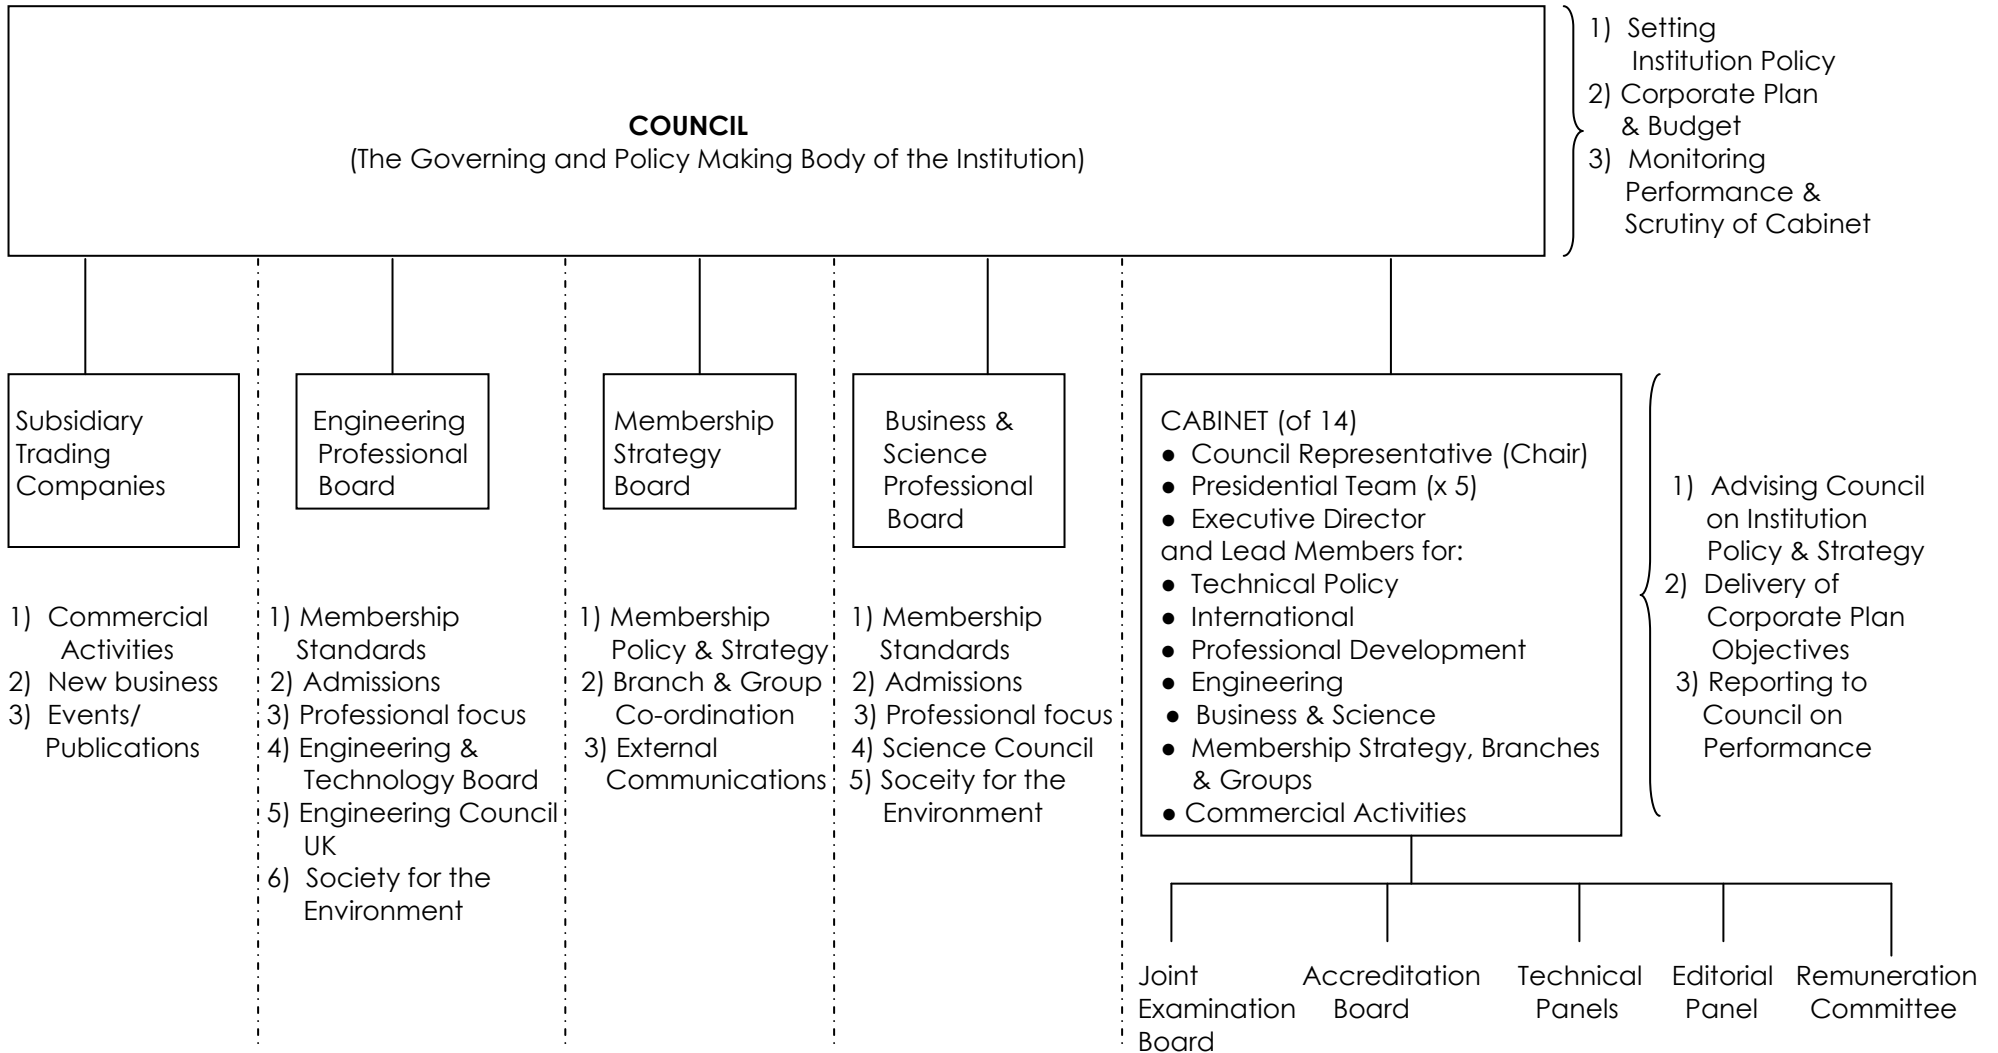 COUNCIL
(The Governing and Policy Making Body of the Institution)
1) Setting
Institution Policy
2) Corporate Plan
& Budget
3) Monitoring
Performance &
Scrutiny of Cabinet
Subsidiary
Trading
Companies
1) Commercial
Activities
2) New business
3) Events/
Publications
Engineering
Professional
Board
1) Membership
Standards
2) Admissions
3) Professional focus
4) Engineering &
Technology Board
5) Engineering Council
UK
6) Society for the
Environment
Membership
Strategy
Board
1) Membership
Policy & Strategy
2) Branch & Group
Co-ordination
3) External
Communications
Business &
Science
Professional
Board
1) Membership
Standards
2) Admissions
3) Professional focus
4) Science Council
5) Soceity for the
Environment
CABINET (of 14)
● Council Representative (Chair)
● Presidential Team (x 5)
● Executive Director
and Lead Members for:
● Technical Policy
● International
● Professional Development
● Engineering
● Business & Science
● Membership Strategy, Branches
& Groups
● Commercial Activities
1) Advising Council
on Institution
Policy & Strategy
2) Delivery of
Corporate Plan
Objectives
3) Reporting to
Council on
Performance
Joint
Examination
Board
Accreditation
Board
Technical
Panels
Editorial
Panel
Remuneration
Committee